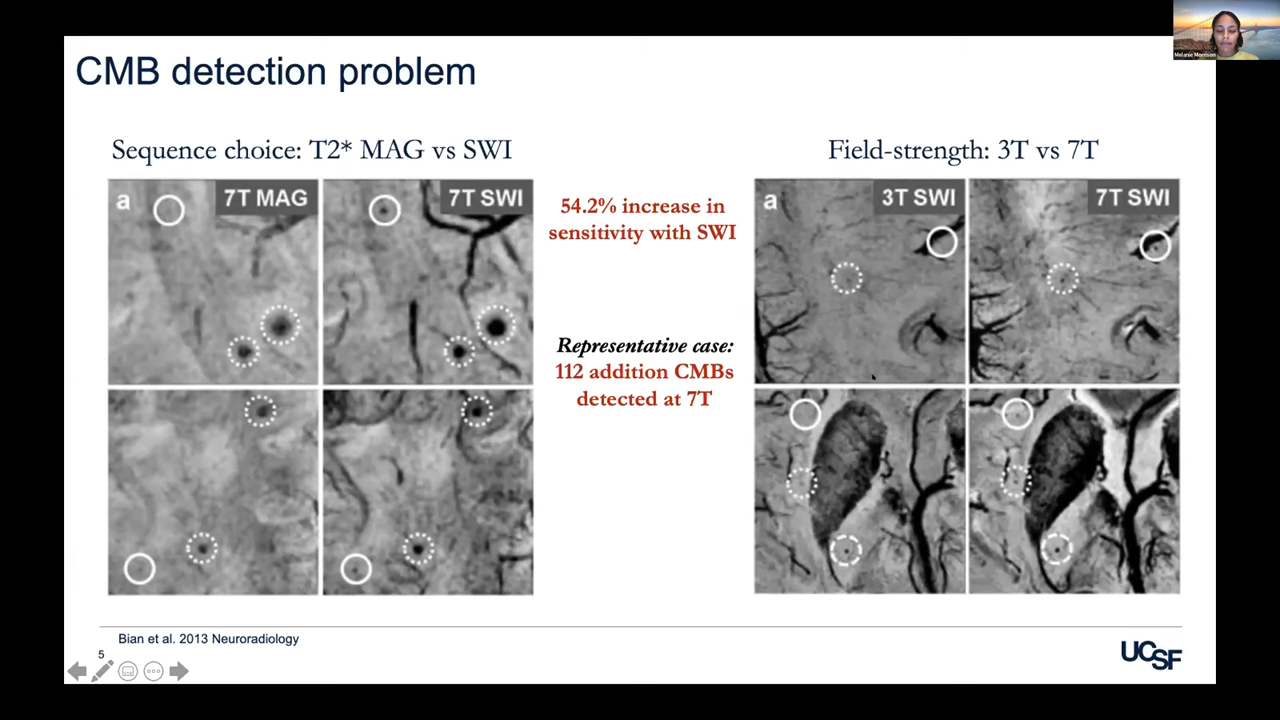 CMB detection problem
Sequence choice: T2* MAG vs SWI
a
7T MAG
7T SWI
54.2% increase in
sensitivity with SWI
Representative case:
112 addition CMBs
detected at 7T
Field-strength: 3T vs 7T
a
3T SWI
7T SWI
Bian et al. 2013 Neuroradiology
5
UCSF
Melanie Morrison